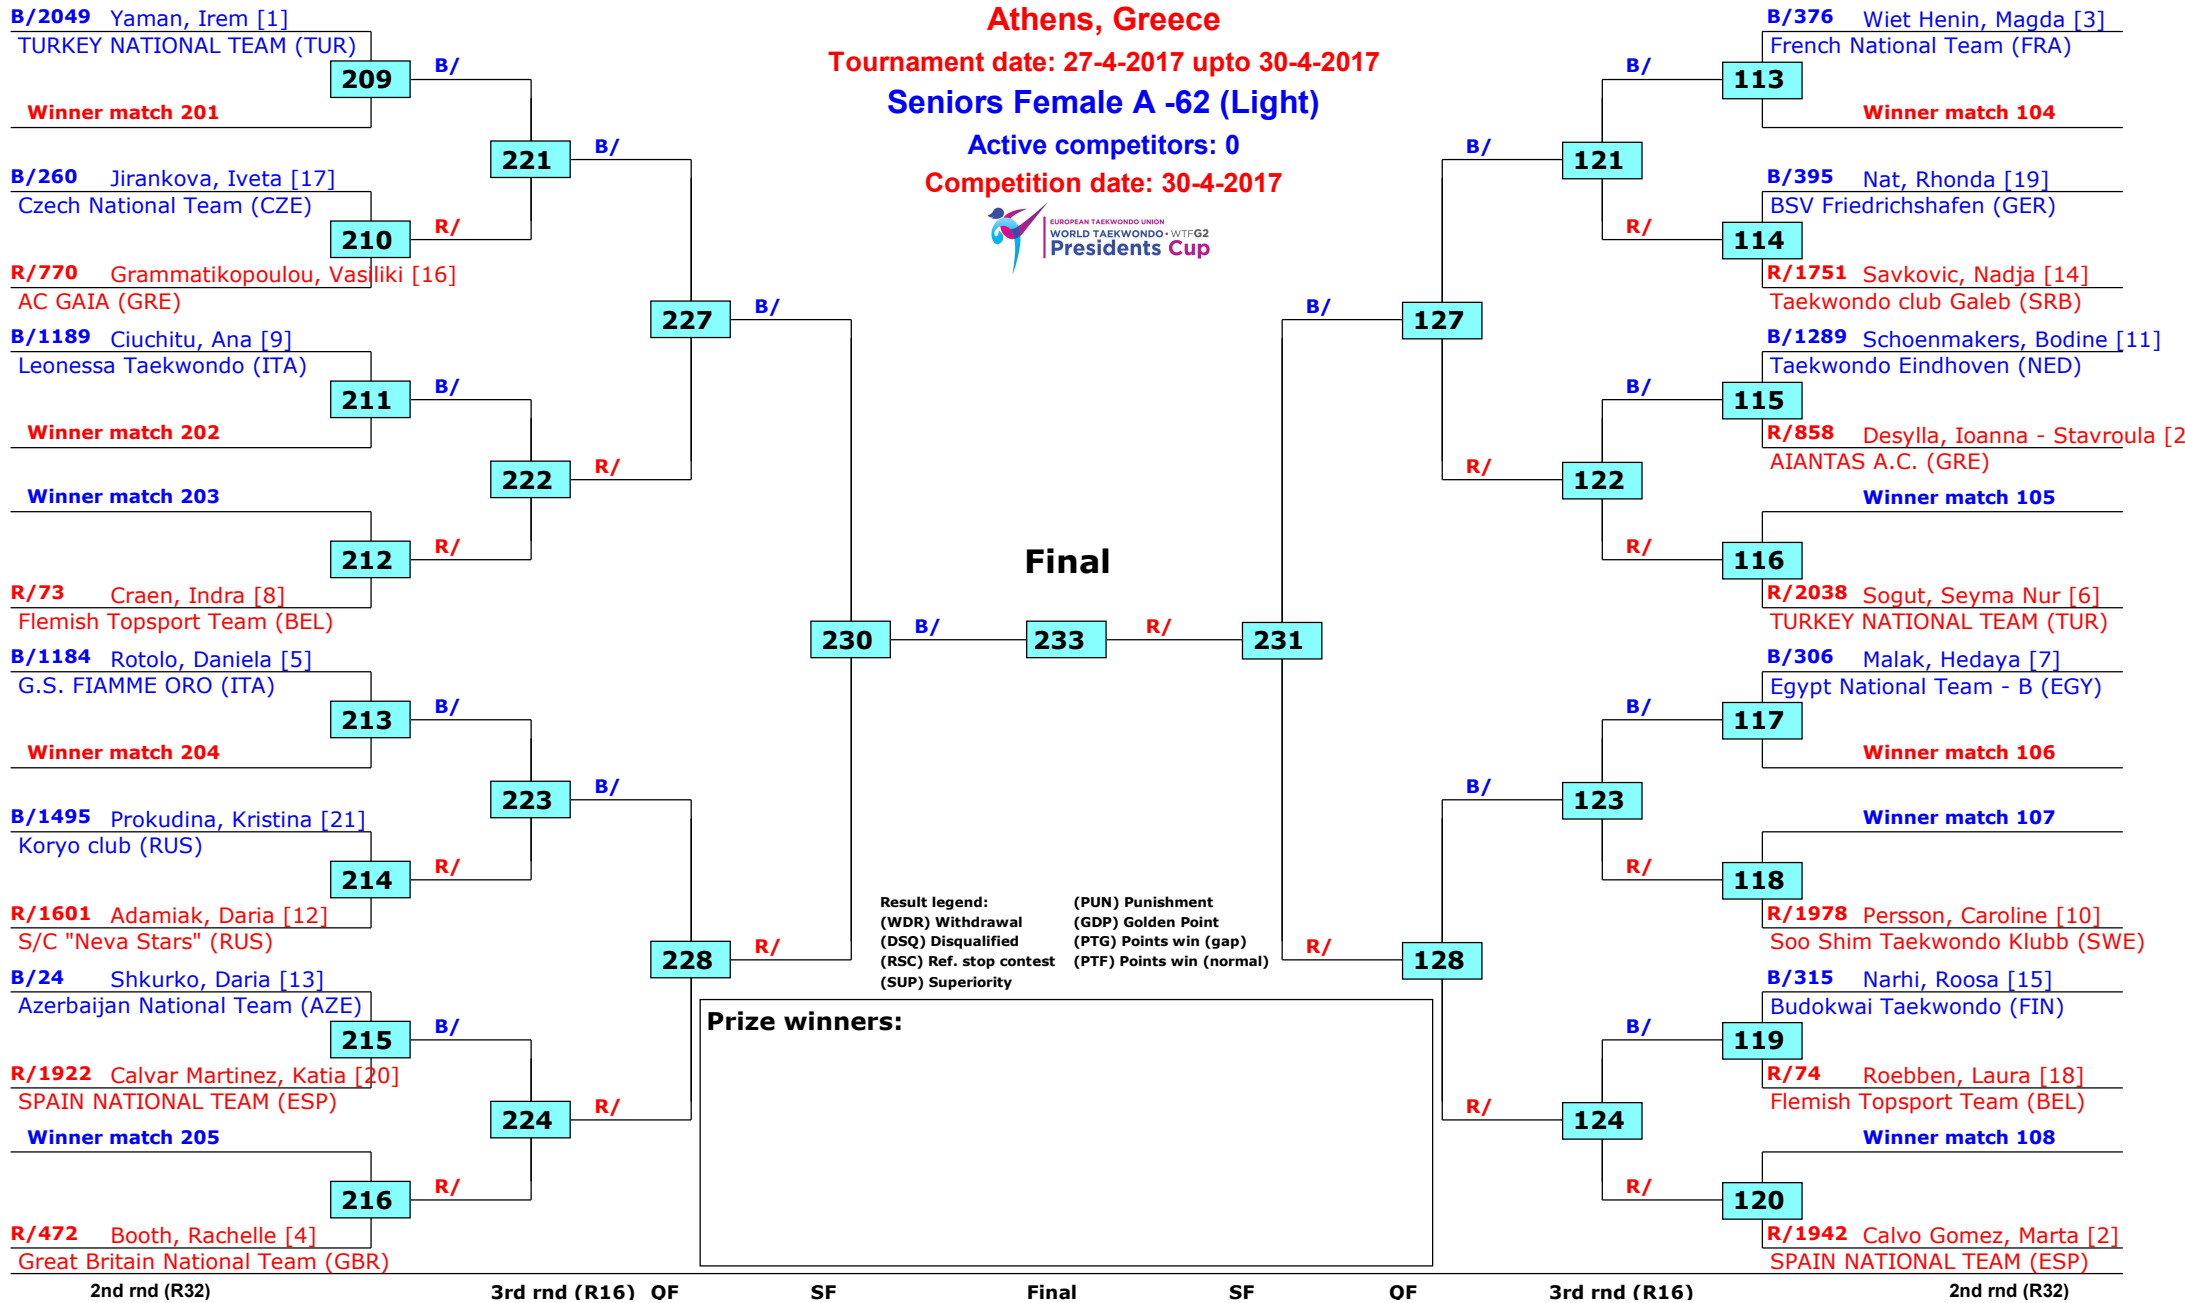 Athens, Greece
Tournament date: 27-4-2017 upto 30-4-2017
Seniors Female A -62 (Light)
Active competitors: 0
Competition date: 30-4-2017
EUROPEAN TAEKWONDO UNION
WORLD TAEKWONDO • WTFG2
Presidents Cup
B/2049 Yaman, Irem [1]
TURKEY NATIONAL TEAM (TUR)
209
B/
Winner match 201
221
B/
B/260 Jirankova, Iveta [17]
Czech National Team (CZE)
210
R/
R/770 Grammatikopoulou, Vasiliki [16]
AC GAIA (GRE)
227
B/
B/1189 Ciuchitu, Ana [9]
Leonessa Taekwondo (ITA)
211
B/
Winner match 202
222
R/
Winner match 203
212
R/
R/73 Craen, Indra [8]
Flemish Topsport Team (BEL)
230
B/
B/1184 Rotolo, Daniela [5]
G.S. FIAMME ORO (ITA)
213
B/
Winner match 204
223
B/
B/1495 Prokudina, Kristina [21]
Koryo club (RUS)
214
R/
R/1601 Adamiak, Daria [12]
S/C "Neva Stars" (RUS)
228
R/
B/24 Shkurko, Daria [13]
Azerbaijan National Team (AZE)
215
B/
R/1922 Calvar Martinez, Katia [20]
SPAIN NATIONAL TEAM (ESP)
224
R/
Winner match 205
216
R/
R/472 Booth, Rachelle [4]
Great Britain National Team (GBR)
Final
233
R/
231
B/376 Wiet Henin, Magda [3]
French National Team (FRA)
B/
113
Winner match 104
B/
121
B/395 Nat, Rhonda [19]
BSV Friedrichshafen (GER)
R/
114
R/1751 Savkovic, Nadja [14]
Taekwondo club Galeb (SRB)
B/
127
B/1289 Schoenmakers, Bodine [11]
Taekwondo Eindhoven (NED)
B/
115
R/858 Desylla, Ioanna - Stavroula [2
AIANTAS A.C. (GRE)
R/
122
Winner match 105
R/
116
R/2038 Sogut, Seyma Nur [6]
TURKEY NATIONAL TEAM (TUR)
B/306 Malak, Hedaya [7]
Egypt National Team - B (EGY)
B/
117
Winner match 106
B/
123
Winner match 107
R/
118
R/1978 Persson, Caroline [10]
Soo Shim Taekwondo Klubb (SWE)
R/
128
B/315 Narhi, Roosa [15]
Budokwai Taekwondo (FIN)
B/
119
R/74 Roebben, Laura [18]
Flemish Topsport Team (BEL)
R/
124
Winner match 108
R/
120
R/1942 Calvo Gomez, Marta [2]
SPAIN NATIONAL TEAM (ESP)
Result legend: (PUN) Punishment
(WDR) Withdrawal (GDP) Golden Point
(DSQ) Disqualified (PTG) Points win (gap)
(RSC) Ref. stop contest (PTF) Points win (normal)
(SUP) Superiority
Prize winners:
2nd rnd (R32) 3rd rnd (R16) QF SF Final SF QF 3rd rnd (R16) 2nd rnd (R32)